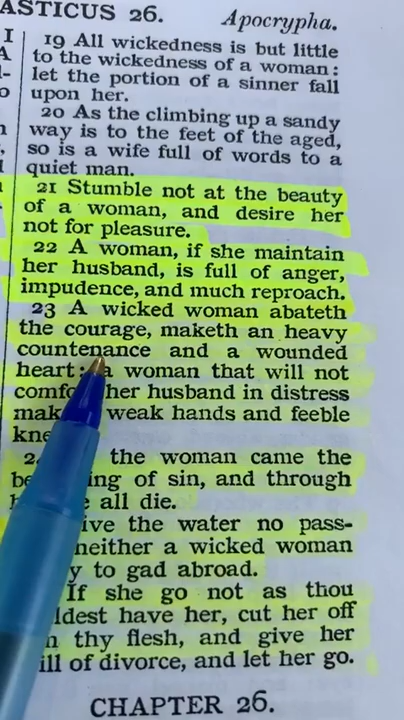 ASTICUS 26. Apocrypha.
19 All wickedness is but little
to the wickedness of a woman:
let the portion of a sinner fall
upon her.
20 As the climbing up a sandy
way is to the feet of the aged,
so is a wife full of words to a
quiet man.
21 Stumble not at the beauty
of a woman, and desire her
not for pleasure.
22 A woman, if she maintain
her husband, is full of anger,
impudence, and much reproach.
23 A wicked woman abateth
the courage, maketh an heavy
countenance and a wounded
heart: a woman that will not
comfo her husband in distress
mak weak hands and feeble
kne
2 the woman came the
be ing of sin, and through
h e all die.
ive the water no pass-
neither a wicked woman
y to gad abroad.
If she go not as thou
ldest have her, cut her off
n thy flesh, and give her
ill of divorce, and let her go.
CHAPTER 26.